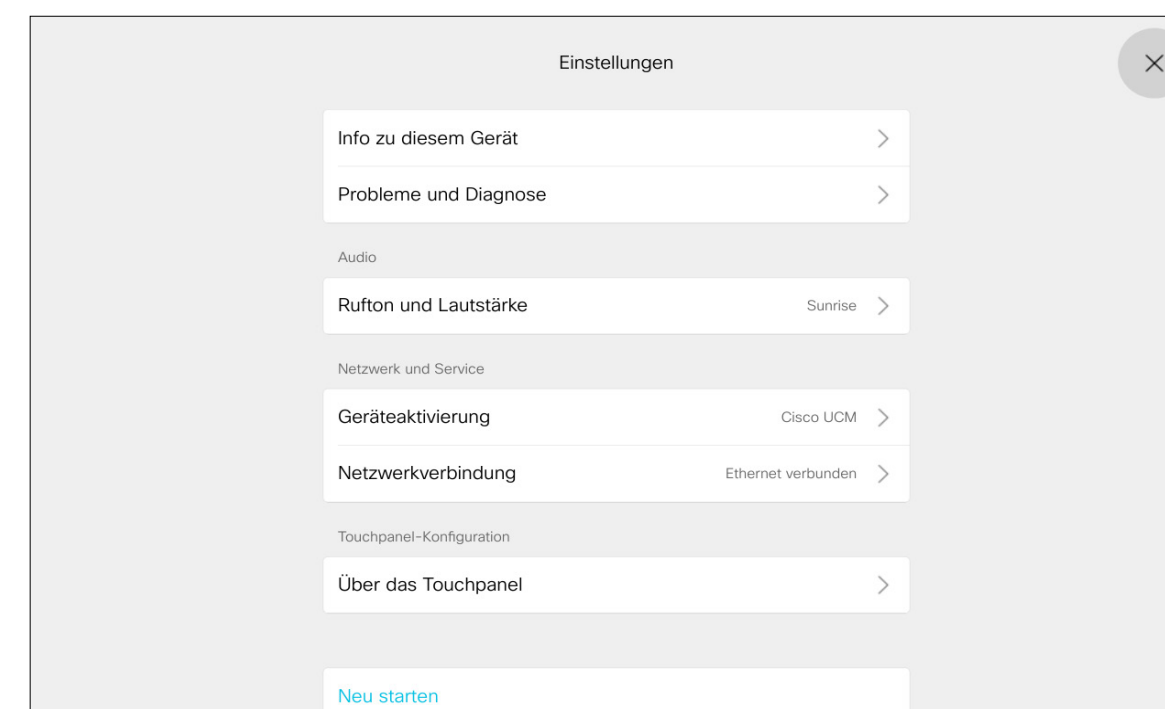 Einstellungen
Info zu diesem Gerät
Probleme und Diagnose
Audio
Rufton und Lautstärke Sunrise
Netzwerk und Service
Geräteaktivierung Cisco UCM
Netzwerkverbindung Ethernet verbunden
Touchpanel-Konfiguration
Über das Touchpanel
Neu starten